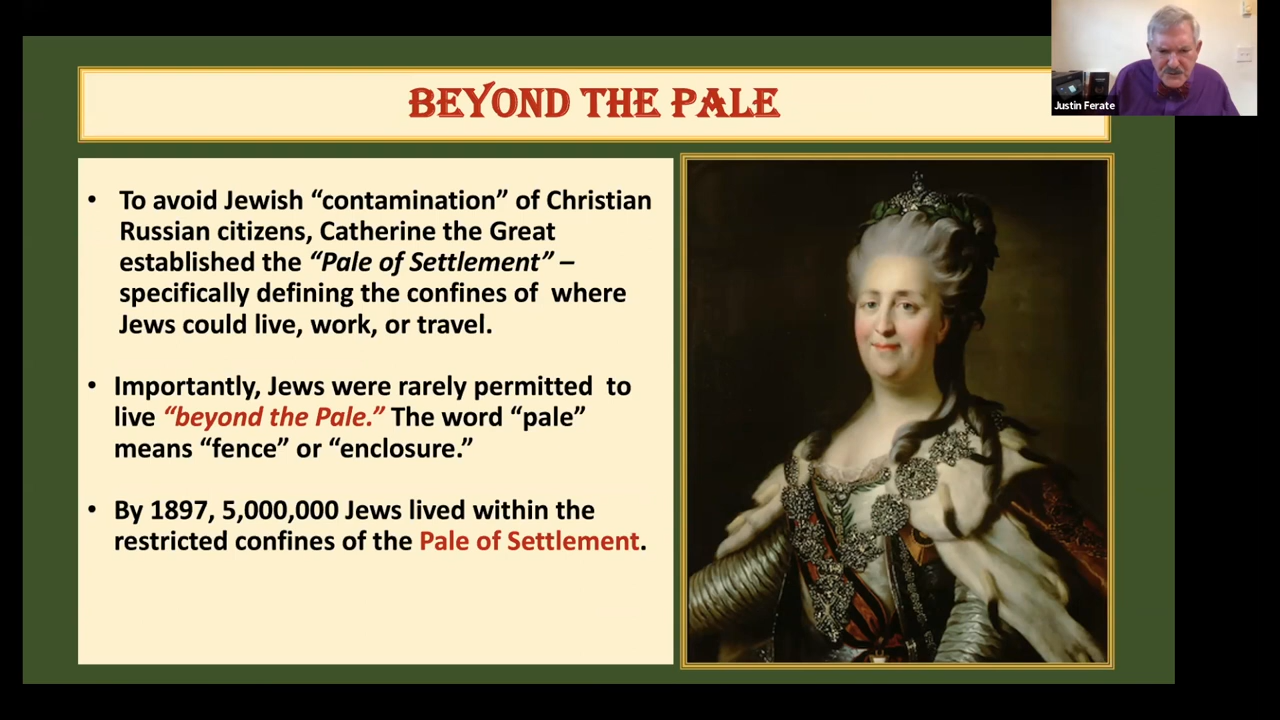 BEYOND THE PALE
Justin Ferate
• To avoid Jewish “contamination” of Christian
Russian citizens, Catherine the Great
established the “Pale of Settlement” –
specifically defining the confines of where
Jews could live, work, or travel.
• Importantly, Jews were rarely permitted to
live “beyond the Pale.” The word “pale”
means “fence” or “enclosure.”
• By 1897, 5,000,000 Jews lived within the
restricted confines of the Pale of Settlement.